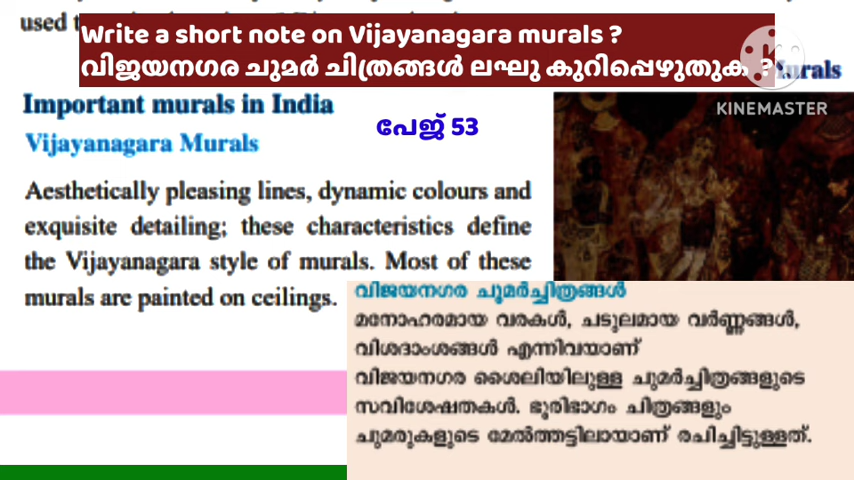 used
Write a short note on Vijayanagara murals ?
വിജയനഗര ചുമർ ചിത്രങ്ങൾ ലഘു കുറിപ്പെഴുതുക ?
Murals
KINEMASTER
Important murals in India
പേജ് 53
Vijayanagara Murals
Aesthetically pleasing lines, dynamic colours and
exquisite detailing; these characteristics define
the Vijayanagara style of murals. Most of these
murals are painted on ceilings.
വിജയനഗര ചുമർച്ചിത്രങ്ങൾ
മനോഹരമായ വരകൾ, ചടുലമായ വർണ്ണങ്ങൾ,
വിശദാംശങ്ങൾ എന്നിവയാണ്
വിജയനഗര ശൈലിയിലുള്ള ചുമർച്ചിത്രങ്ങളുടെ
സവിശേഷതകൾ. ഭൂരിഭാഗം ചിത്രങ്ങളും
ചുമരുകളുടെ മേൽത്തട്ടിലായാണ് രചിച്ചിട്ടുള്ളത്.